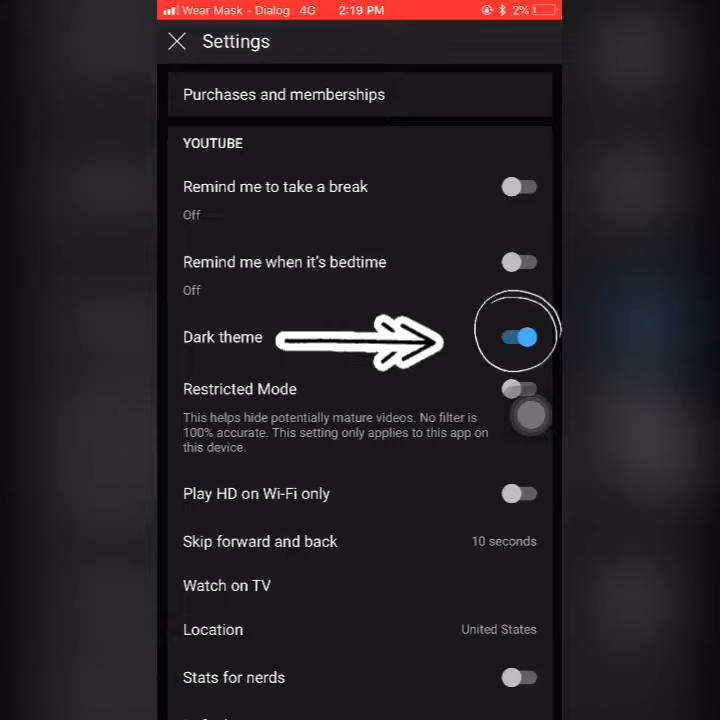 Wear Mask - Dialog 4G 2:19 PM 2%
Settings
Purchases and memberships
YOUTUBE
Remind me to take a break
Off
Remind me when it's bedtime
Off
Dark theme
Restricted Mode
This helps hide potentially mature videos. No filter is
100% accurate. This setting only applies to this app on
this device.
Play HD on Wi-Fi only
Skip forward and back 10 seconds
Watch on TV
Location United States
Stats for nerds